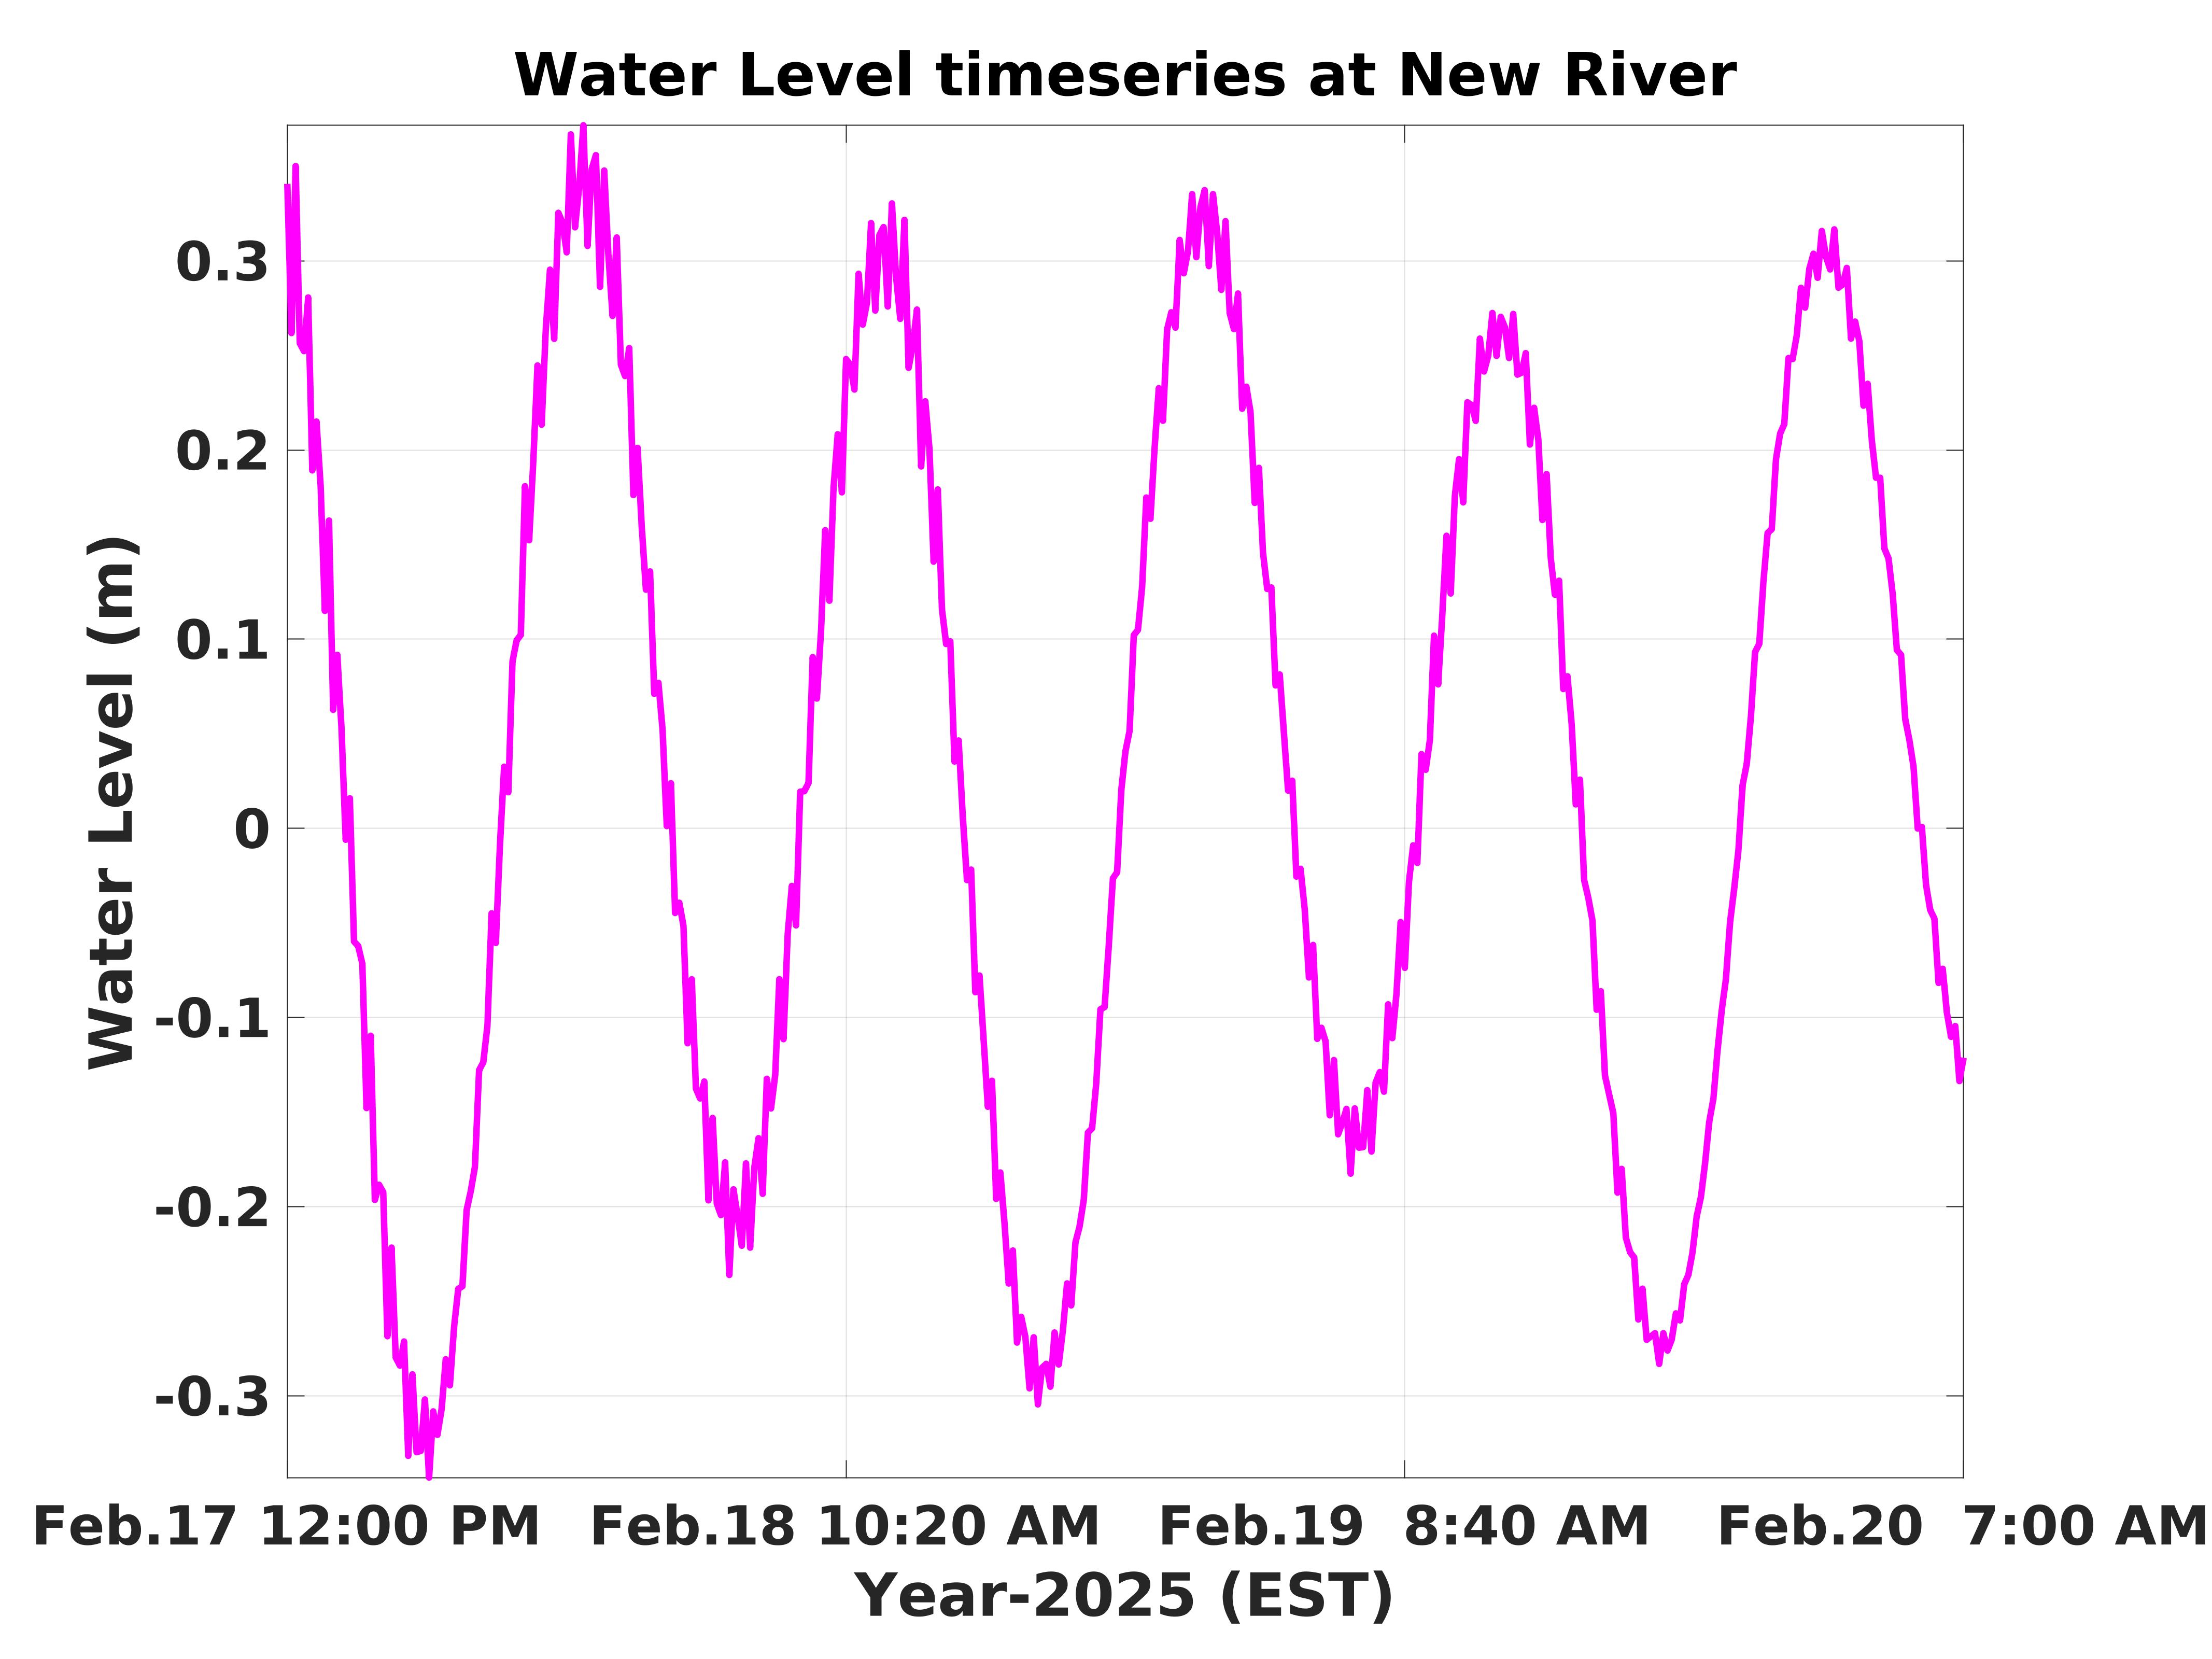 Water Level timeseries at New River
Water Level (m)
0.3
0.2
0.1
0
-0.1
-0.2
-0.3
Feb.17 12:00 PM Feb.18 10:20 AM Feb.19 8:40 AM Feb.20 7:00 AM
Year-2025 (EST)